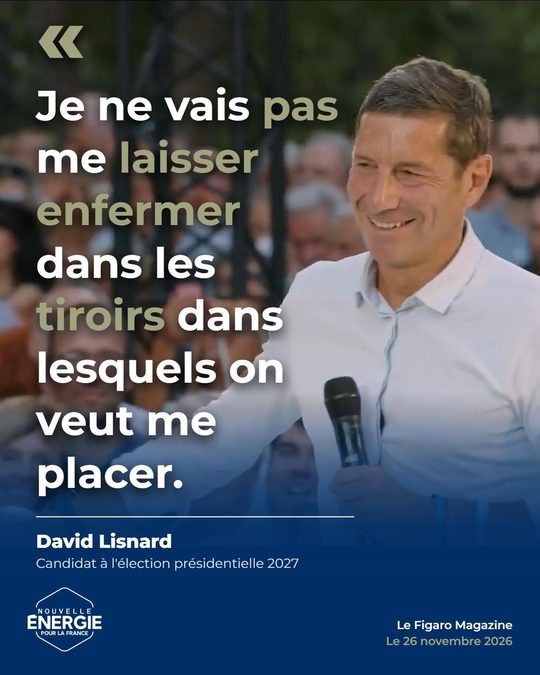 «
Je ne vais pas
me laisser
enfermer
dans les
tiroirs dans
lesquels on
veut me
placer.
David Lisnard
Candidat à l'élection présidentielle 2027
NOUVELLE
ÉNERGIE
POUR LA FRANCE
Le Figaro Magazine
Le 26 novembre 2026